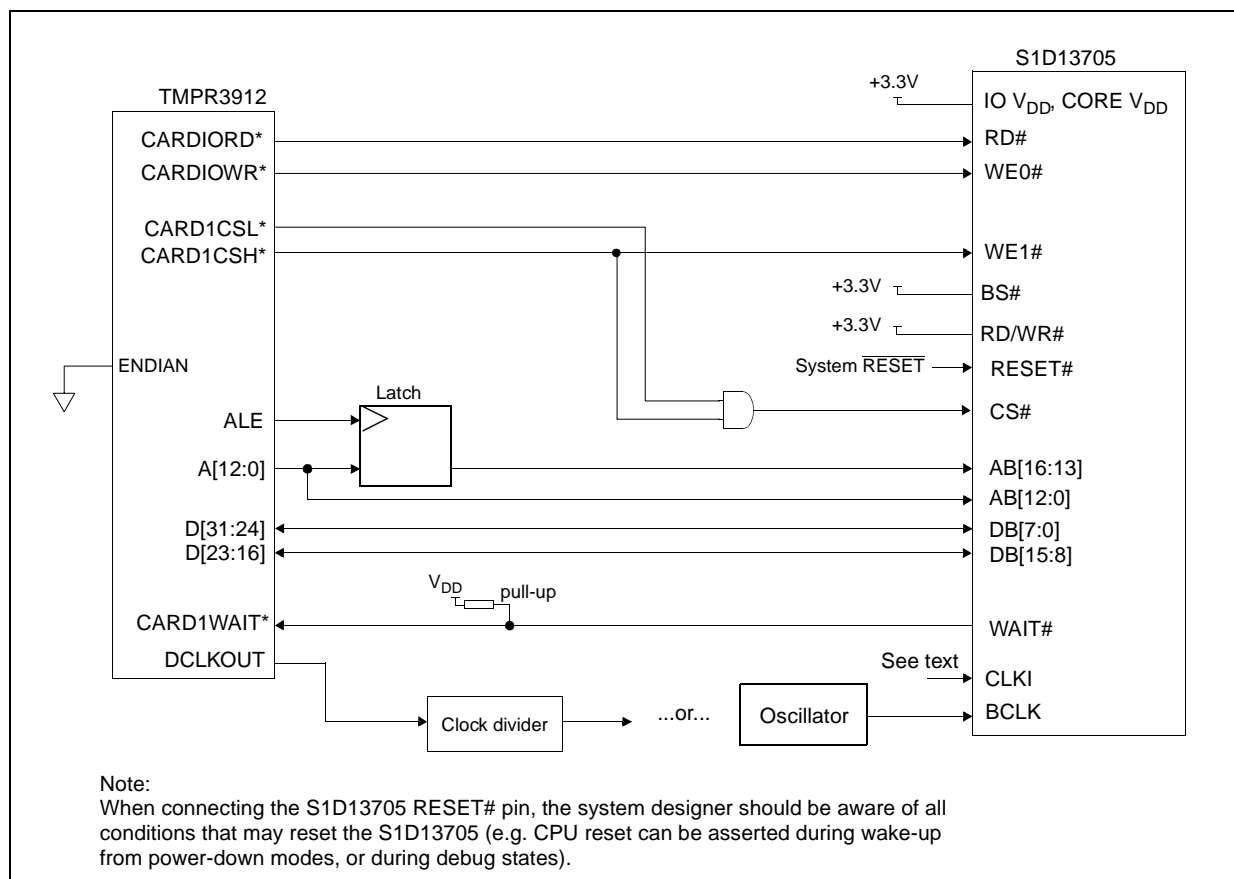 S1D13705
+3.3V
TMPR3912
IO VDD, CORE VDD
CARDIORD*
RD#
CARDIOWR*
WE0#
CARD1CSL*
CARD1CSH*
WE1#
+3.3V
BS#
+3.3V
RD/WR#
ENDIAN
System RESET
RESET#
Latch
ALE
CS#
A[12:0]
AB[16:13]
AB[12:0]
D[31:24]
DB[7:0]
D[23:16]
DB[15:8]
VDD
pull-up
CARD1WAIT*
WAIT#
DCLKOUT
See text
CLKI
Clock divider
...or...
Oscillator
BCLK
Note:
When connecting the S1D13705 RESET# pin, the system designer should be aware of all
conditions that may reset the S1D13705 (e.g. CPU reset can be asserted during wake-up
from power-down modes, or during debug states).